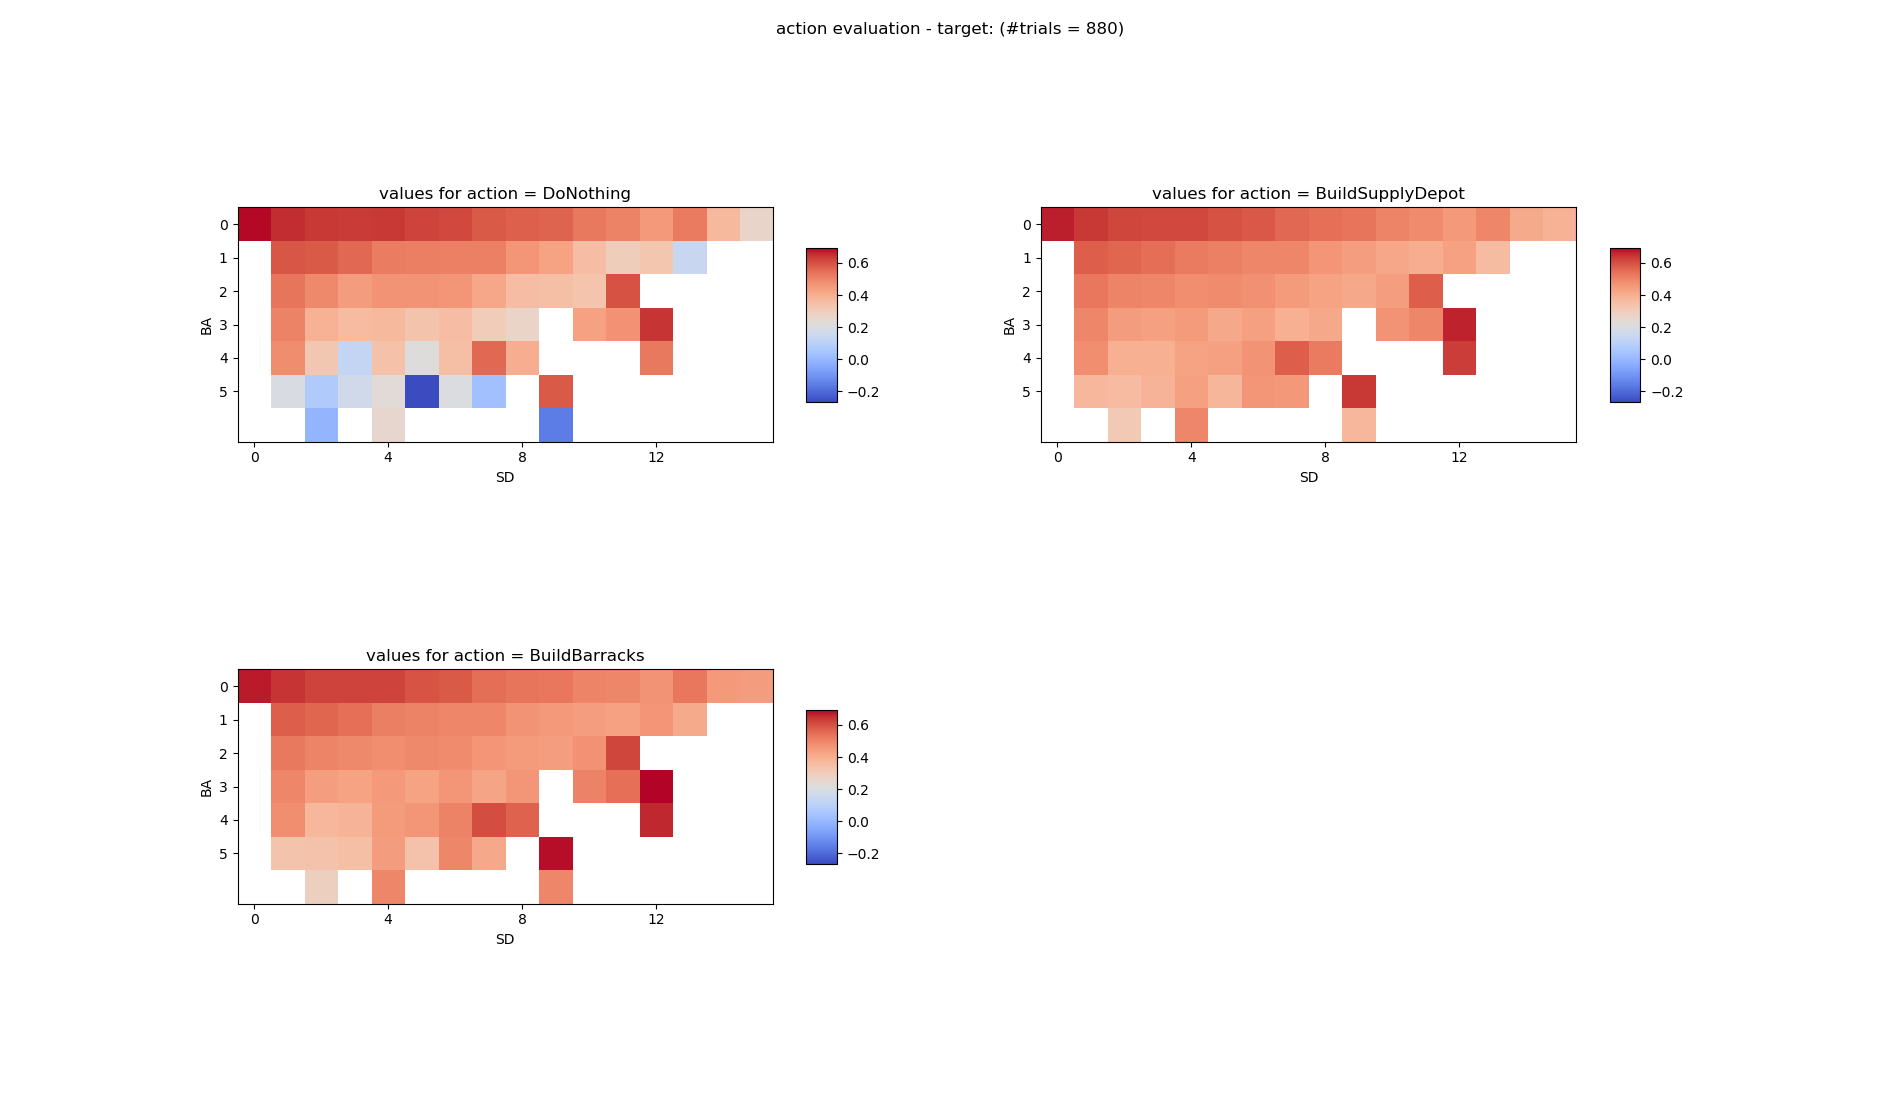 action evaluation - target: (#trials = 880)
values for action = DoNothing
0
1
2
3
4
5
BA
0 4 8 12
SD
0.6
0.4
0.2
0.0
−0.2
values for action = BuildSupplyDepot
0
1
2
3
4
5
BA
0 4 8 12
SD
0.6
0.4
0.2
0.0
−0.2
values for action = BuildBarracks
0
1
2
3
4
5
BA
0 4 8 12
SD
0.6
0.4
0.2
0.0
−0.2